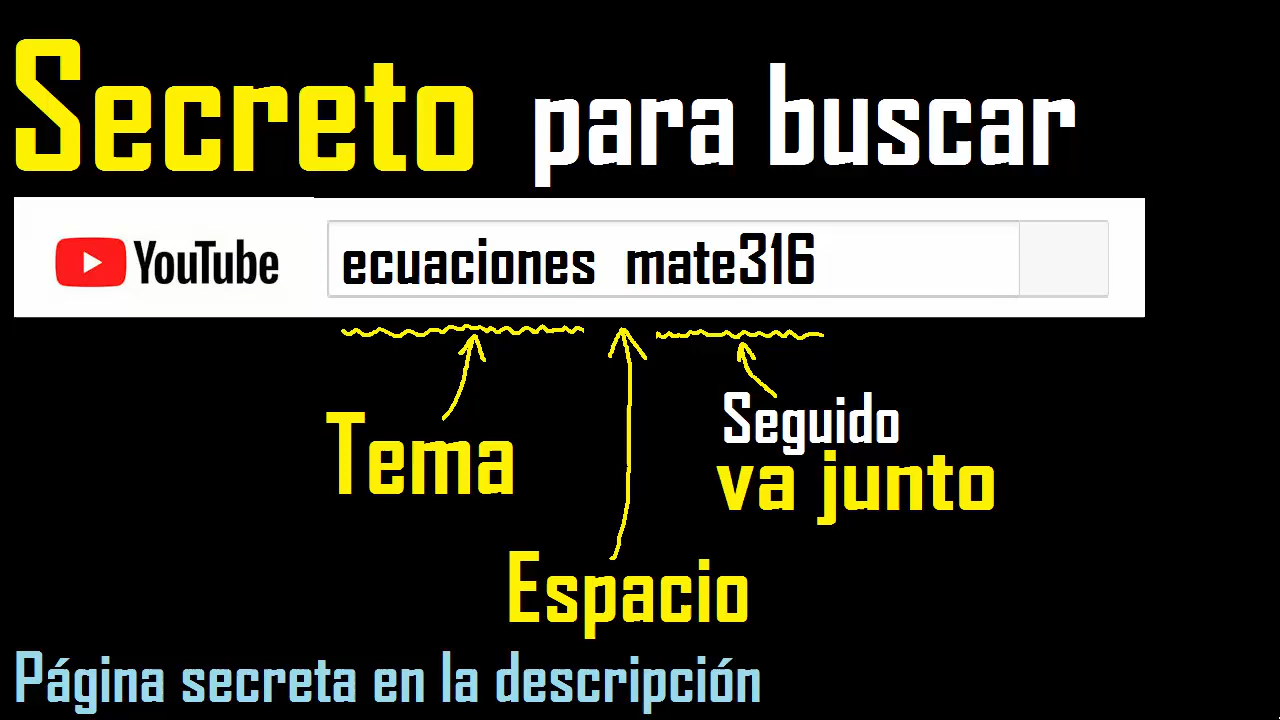 Secreto para buscar
YouTube ecuaciones mate316
Tema
Seguido
va junto
Espacio
Página secreta en la descripción